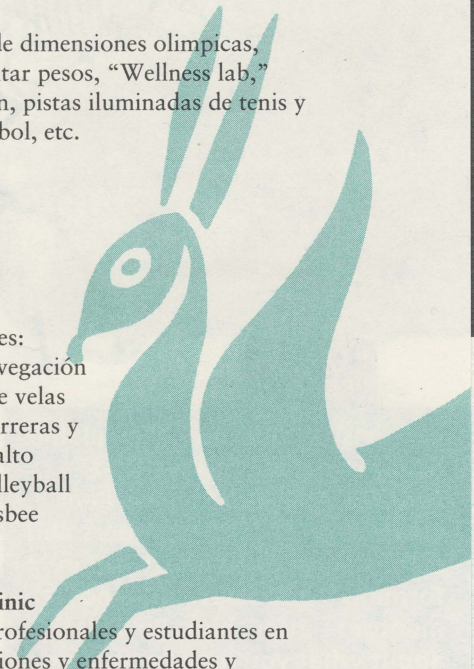 de dimensiones olimpicas,
tar pesos, “Wellness lab,”
n, pistas iluminadas de tenis y
bol, etc.
es:
vegación
e velas
rreras y
alto
lleyball
sbee
inic
rofesionales y estudiantes en
iones y enfermedades y